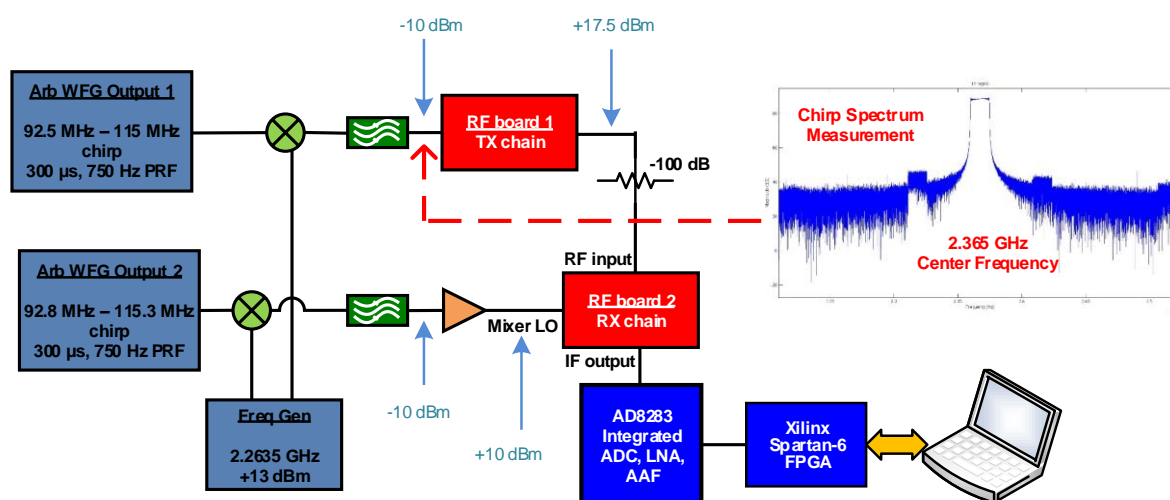 -10 dBm
+17.5 dBm
Arb WFG Output 1
92.5 MHz – 115 MHz
chirp
300 µs, 750 Hz PRF
RF board 1
TX chain
-100 dB
Chirp Spectrum
Measurement
2.365 GHz
Center Frequency
Arb WFG Output 2
92.8 MHz – 115.3 MHz
chirp
300 µs, 750 Hz PRF
RF input
RF board 2
RX chain
Mixer LO
IF output
-10 dBm
+10 dBm
Freq Gen
2.2635 GHz
+13 dBm
AD8283
Integrated
ADC, LNA,
AAF
Xilinx
Spartan-6
FPGA